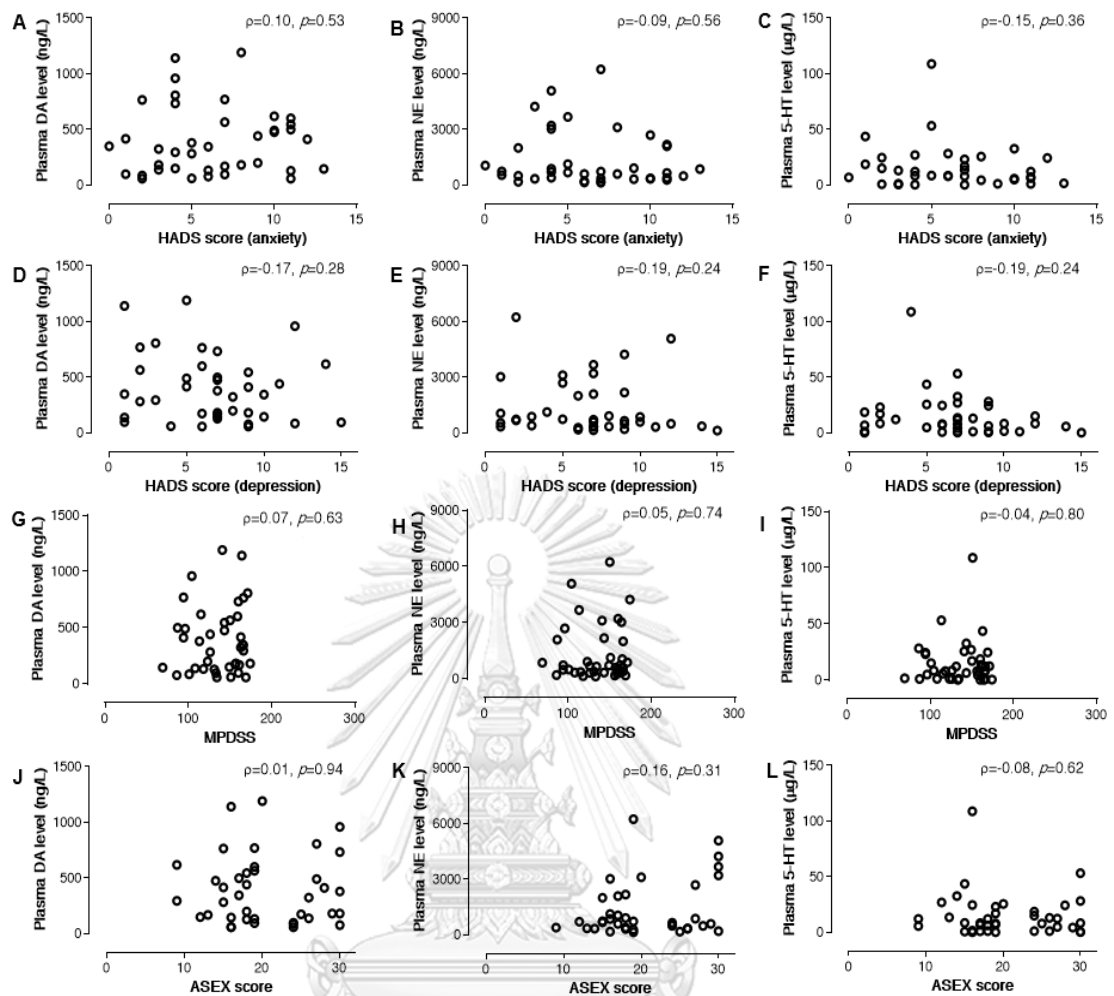 A
Plasma DA level (ng/L)
ρ=0.10, p=0.53
1500
1000
500
0
0 5 10 15
HADS score (anxiety)
B
Plasma NE level (ng/L)
ρ=-0.09, p=0.56
9000
6000
3000
0
0 5 10 15
HADS score (anxiety)
C
Plasma 5-HT level (µg/L)
ρ=-0.15, p=0.36
150
100
50
0
0 5 10 15
HADS score (anxiety)
D
Plasma DA level (ng/L)
ρ=-0.17, p=0.28
1500
1000
500
0
0 5 10 15
HADS score (depression)
E
Plasma NE level (ng/L)
ρ=-0.19, p=0.24
9000
6000
3000
0
0 5 10 15
HADS score (depression)
F
Plasma 5-HT level (µg/L)
ρ=-0.19, p=0.24
150
100
50
0
0 5 10 15
HADS score (depression)
G
Plasma DA level (ng/L)
ρ=0.07, p=0.63
1500
1000
500
0
0 100 200 300
MPDSS
H
Plasma NE level (ng/L)
ρ=0.05, p=0.74
9000
6000
3000
0
0 100 200 300
MPDSS
I
Plasma 5-HT level (µg/L)
ρ=-0.04, p=0.80
150
100
50
0
0 100 200 300
MPDSS
J
Plasma DA level (ng/L)
ρ=0.01, p=0.94
1500
1000
500
0
0 10 20 30
ASEX score
K
Plasma NE level (ng/L)
ρ=0.16, p=0.31
9000
6000
3000
0
0 10 20 30
ASEX score
L
Plasma 5-HT level (µg/L)
ρ=-0.08, p=0.62
150
100
50
0
0 10 20 30
ASEX score